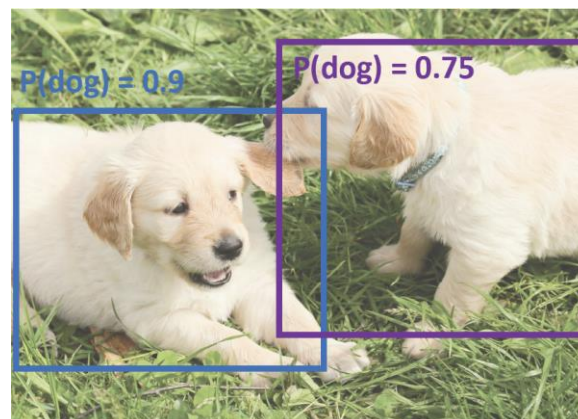 P(dog) = 0.75
P(dog) = 0.9